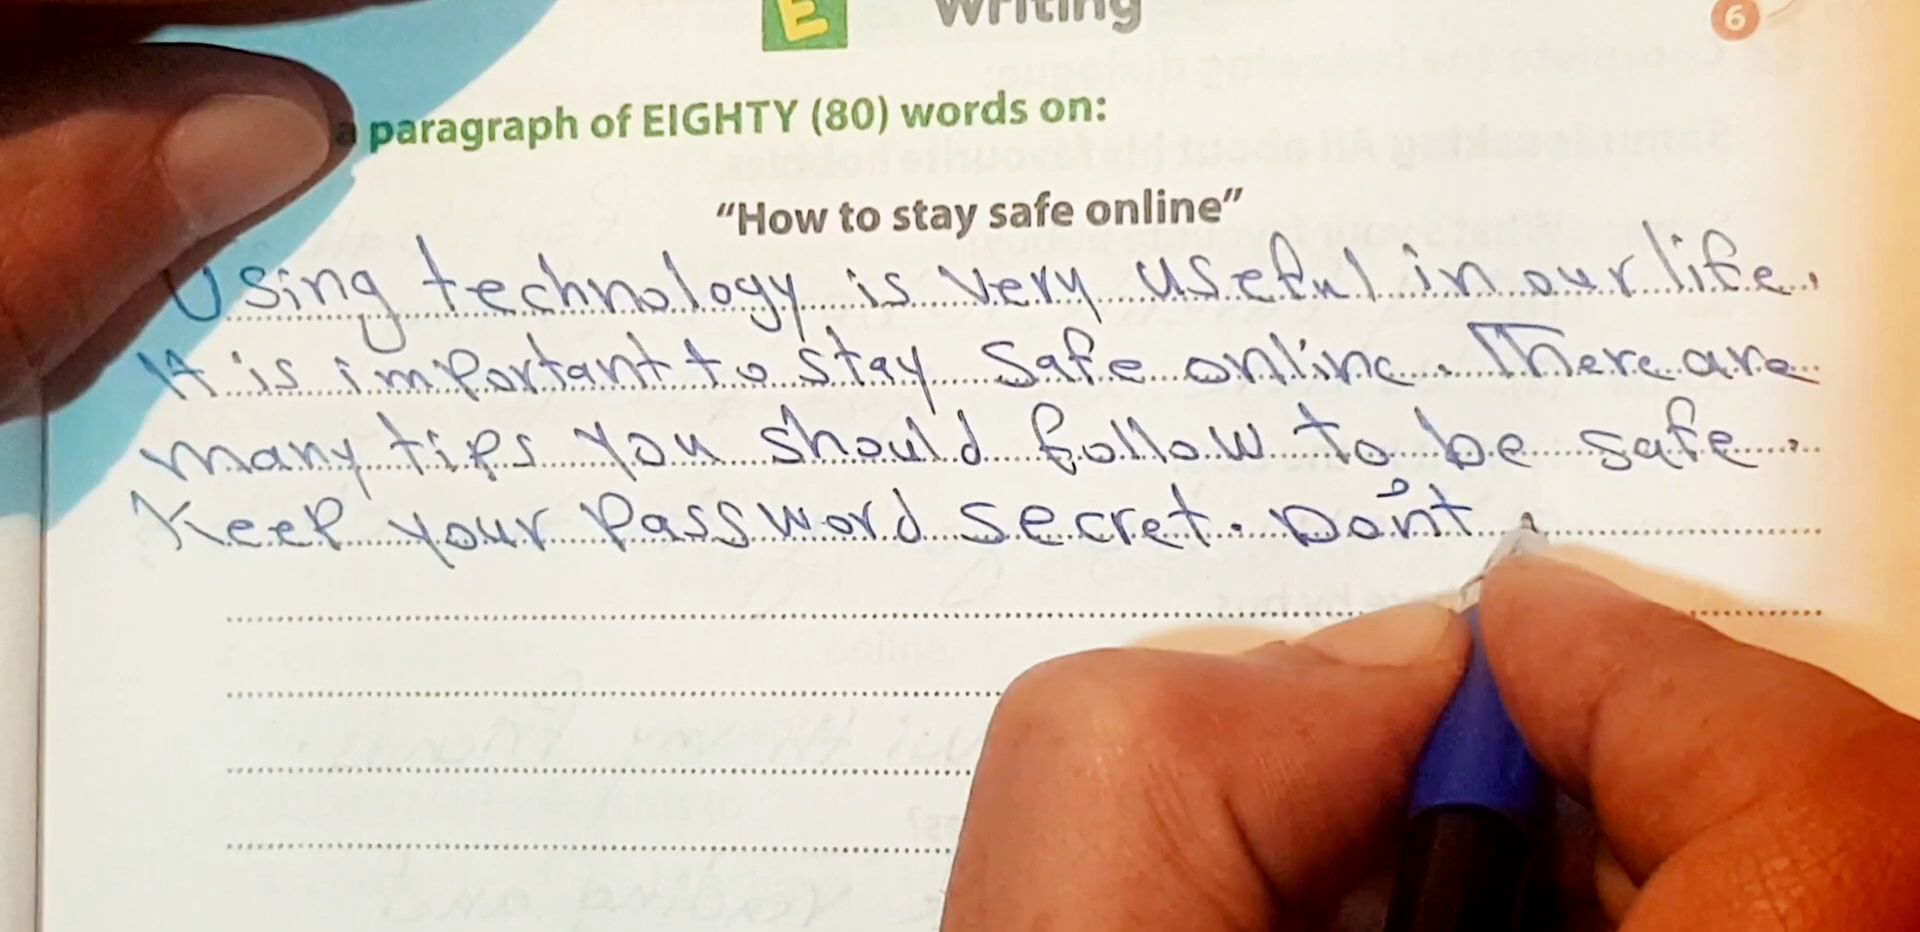 E Writing 6
a paragraph of EIGHTY (80) words on:
"How to stay safe online"
Using technology is very useful in our life.
It is important to stay safe online. There are
many tips you should follow to be safe.
Keep your password secret. Don't